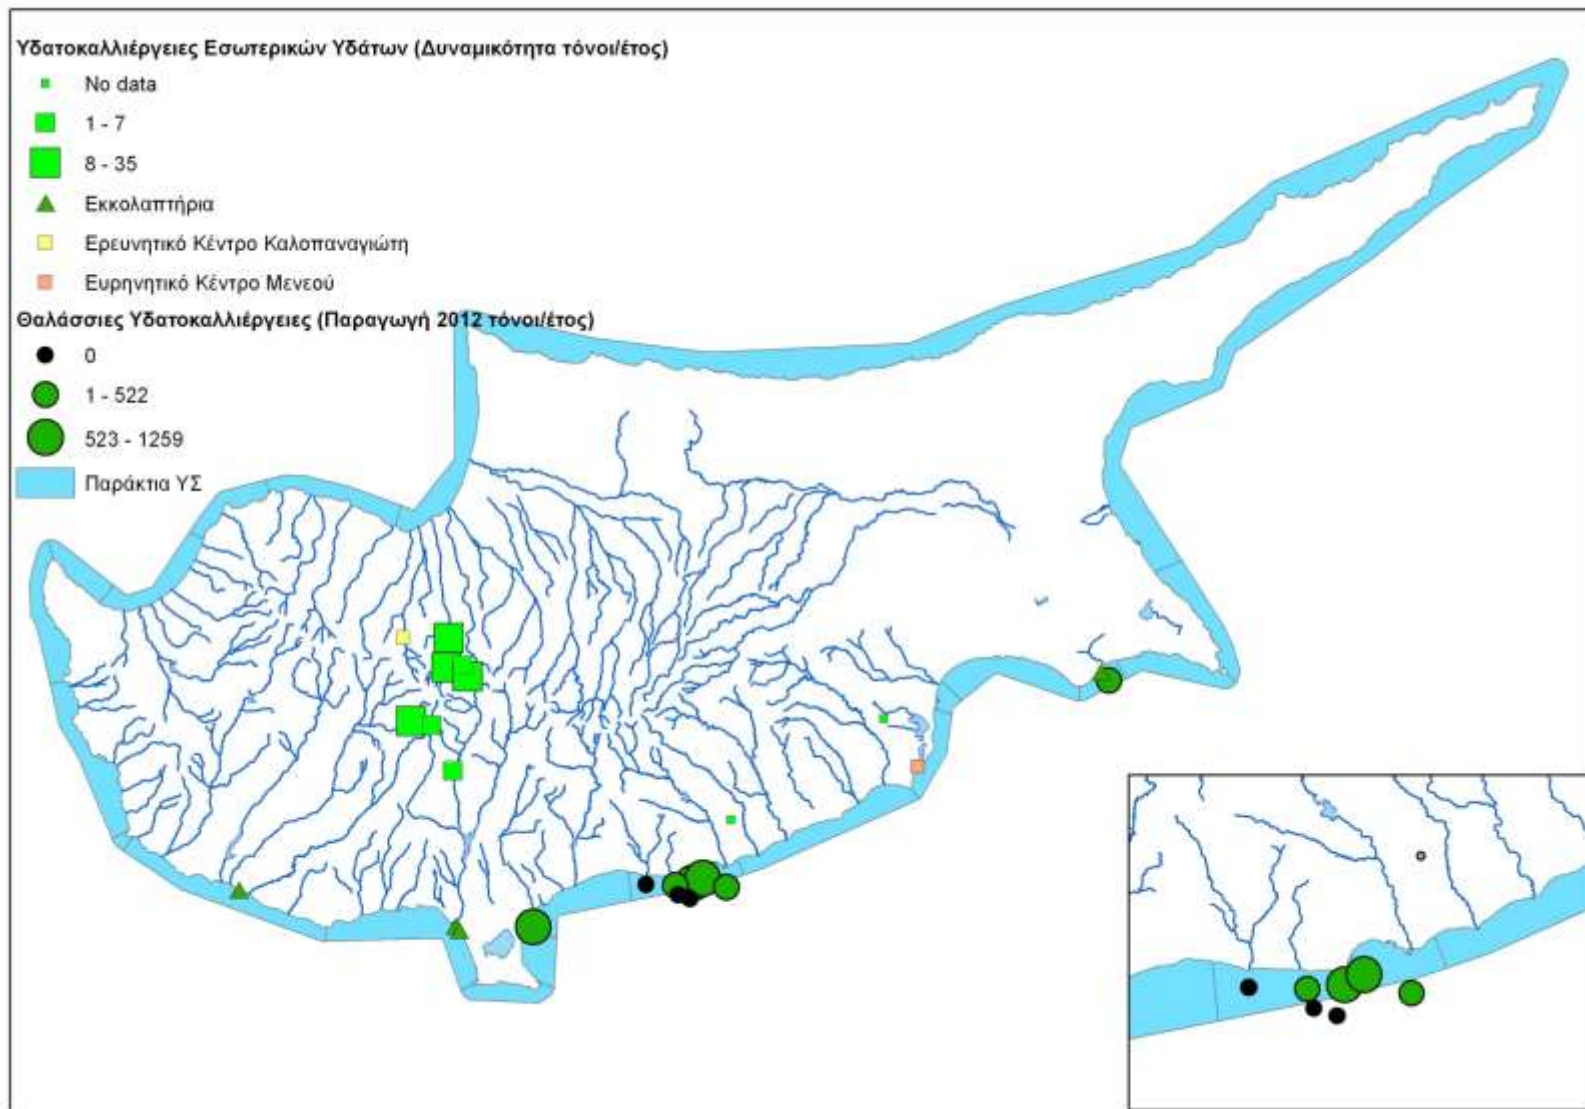 Υδατοκαλλιέργειες Εσωτερικών Υδάτων (Δυναμικότητα τόνοι/έτος)
No data
1 - 7
8 - 35
Εκκολαπτήρια
Ερευνητικό Κέντρο Καλοπαναγιώτη
Ευρηνητικό Κέντρο Μενεού
Θαλάσσιες Υδατοκαλλιέργειες (Παραγωγή 2012 τόνοι/έτος)
0
1 - 522
523 - 1259
Παράκτια ΥΣ